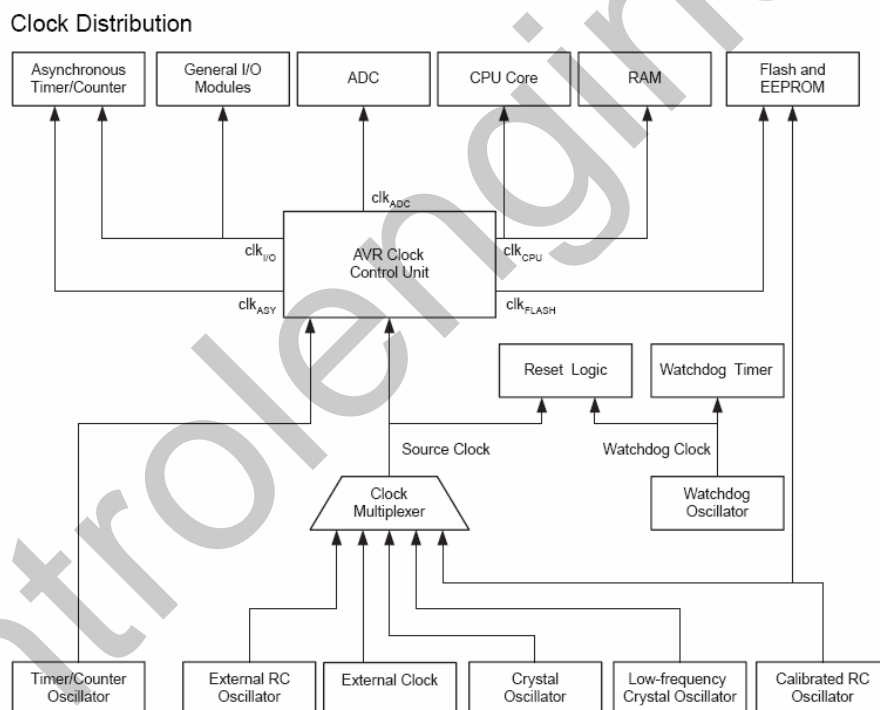 Clock Distribution
Asynchronous
Timer/Counter
General I/O
Modules
ADC
CPU Core
RAM
Flash and
EEPROM
clkADC
AVR Clock
Control Unit
clkI/O
clkCPU
clkASY
clkFLASH
Reset Logic
Watchdog Timer
Source Clock
Watchdog Clock
Clock
Multiplexer
Watchdog
Oscillator
Timer/Counter
Oscillator
External RC
Oscillator
External Clock
Crystal
Oscillator
Low-frequency
Crystal Oscillator
Calibrated RC
Oscillator
ntrolengine